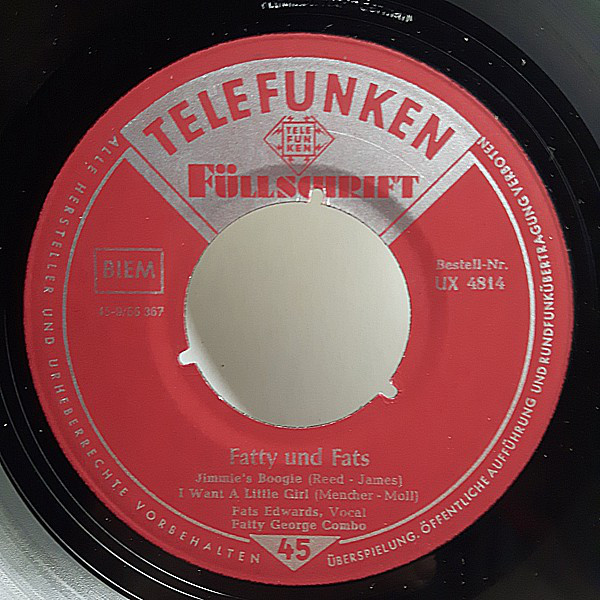 TELEFUNKEN
TELE
FUN
KEN
FÜLLSCHRIFT
BIEM
Bestell-Nr.
UX 4814
Fatty und Fats
Jimmie's Boogie (Reed - James)
I Want A Little Girl (Mencher - Moll)
Fats Edwards, Vocal
Fatty George Combo
45
ALLE HERSTELLER UND URHEBERRECHTE VORBEHALTEN
ÜBERSPIELUNG, ÖFFENTLICHE AUFFÜHRUNG UND RUNDFUNKÜBERTRAGUNG VERBOTEN